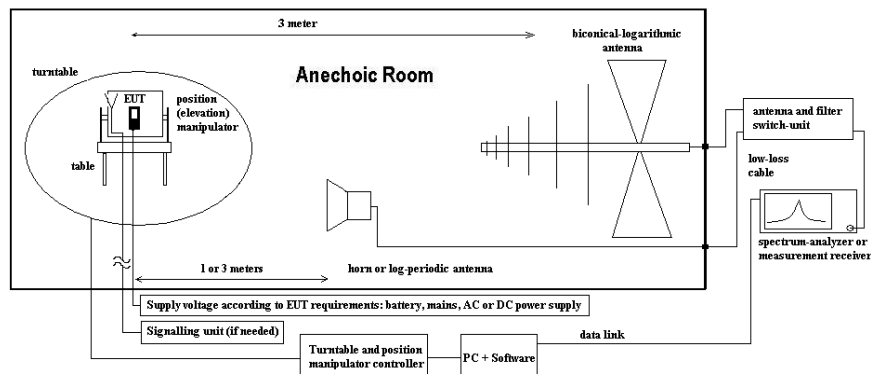 3 meter
biconical-logarithmic
antenna
turntable
Anechoic Room
EUT
position
(elevation)
manipulator
table
antenna and filter
switch-unit
low-loss
cable
spectrum-analyzer or
measurement receiver
1 or 3 meters
horn or log-periodic antenna
Supply voltage according to EUT requirements: battery, mains, AC or DC power supply
Signalling unit (if needed)
data link
Turntable and position
manipulator controller
PC + Software